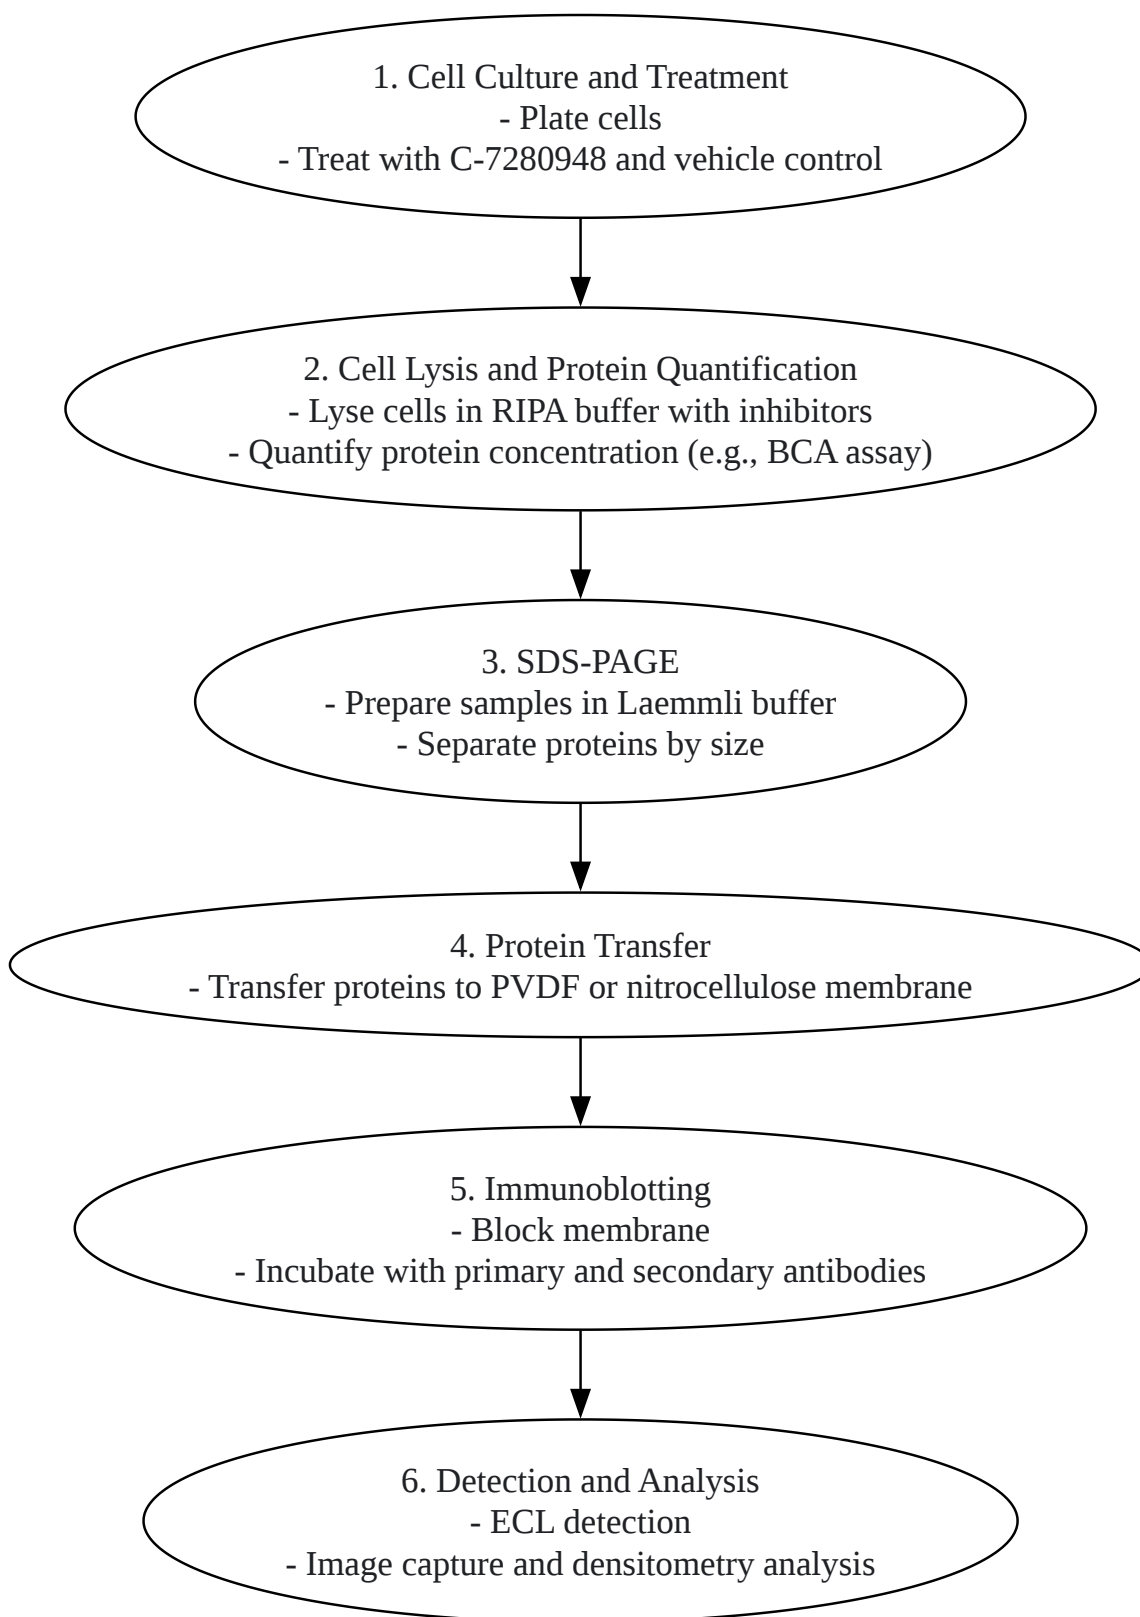 1. Cell Culture and Treatment
- Plate cells
- Treat with C-7280948 and vehicle control
2. Cell Lysis and Protein Quantification
- Lyse cells in RIPA buffer with inhibitors
- Quantify protein concentration (e.g., BCA assay)
3. SDS-PAGE
- Prepare samples in Laemmli buffer
- Separate proteins by size
4. Protein Transfer
- Transfer proteins to PVDF or nitrocellulose membrane
5. Immunoblotting
- Block membrane
- Incubate with primary and secondary antibodies
6. Detection and Analysis
- ECL detection
- Image capture and densitometry analysis